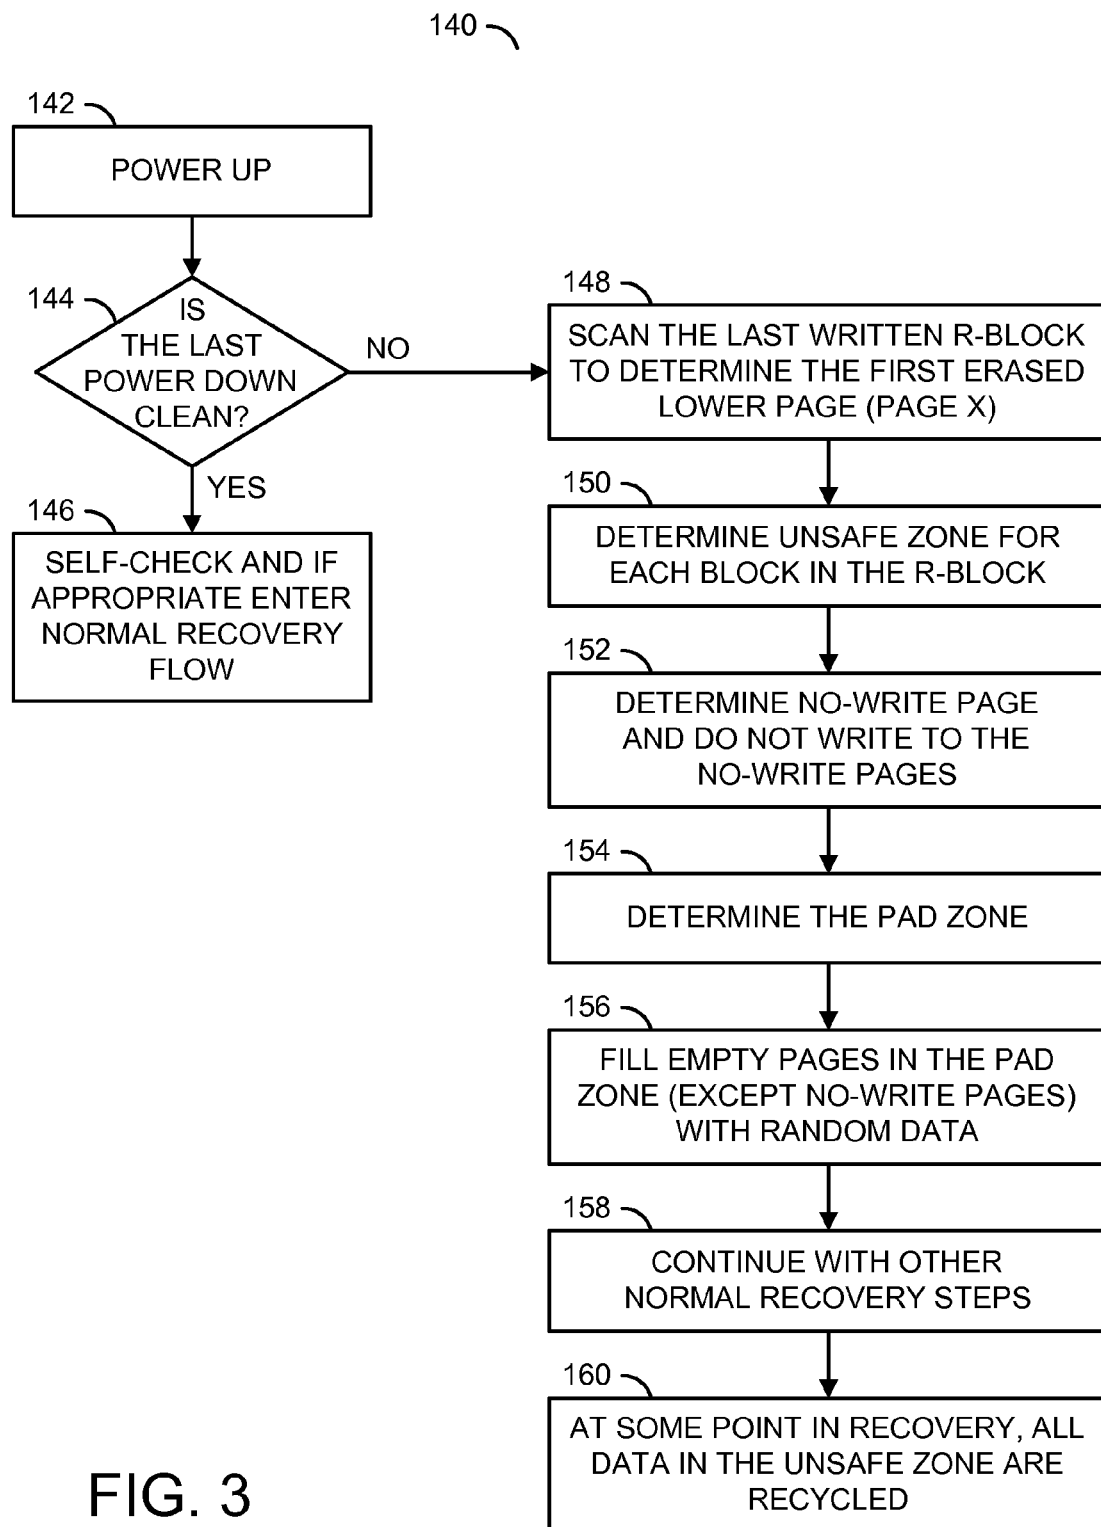 140
142
POWER UP
144
IS
THE LAST
POWER DOWN
CLEAN?
NO
YES
146
SELF-CHECK AND IF
APPROPRIATE ENTER
NORMAL RECOVERY
FLOW
148
SCAN THE LAST WRITTEN R-BLOCK
TO DETERMINE THE FIRST ERASED
LOWER PAGE (PAGE X)
150
DETERMINE UNSAFE ZONE FOR
EACH BLOCK IN THE R-BLOCK
152
DETERMINE NO-WRITE PAGE
AND DO NOT WRITE TO THE
NO-WRITE PAGES
154
DETERMINE THE PAD ZONE
156
FILL EMPTY PAGES IN THE PAD
ZONE (EXCEPT NO-WRITE PAGES)
WITH RANDOM DATA
158
CONTINUE WITH OTHER
NORMAL RECOVERY STEPS
160
AT SOME POINT IN RECOVERY, ALL
DATA IN THE UNSAFE ZONE ARE
RECYCLED
FIG. 3